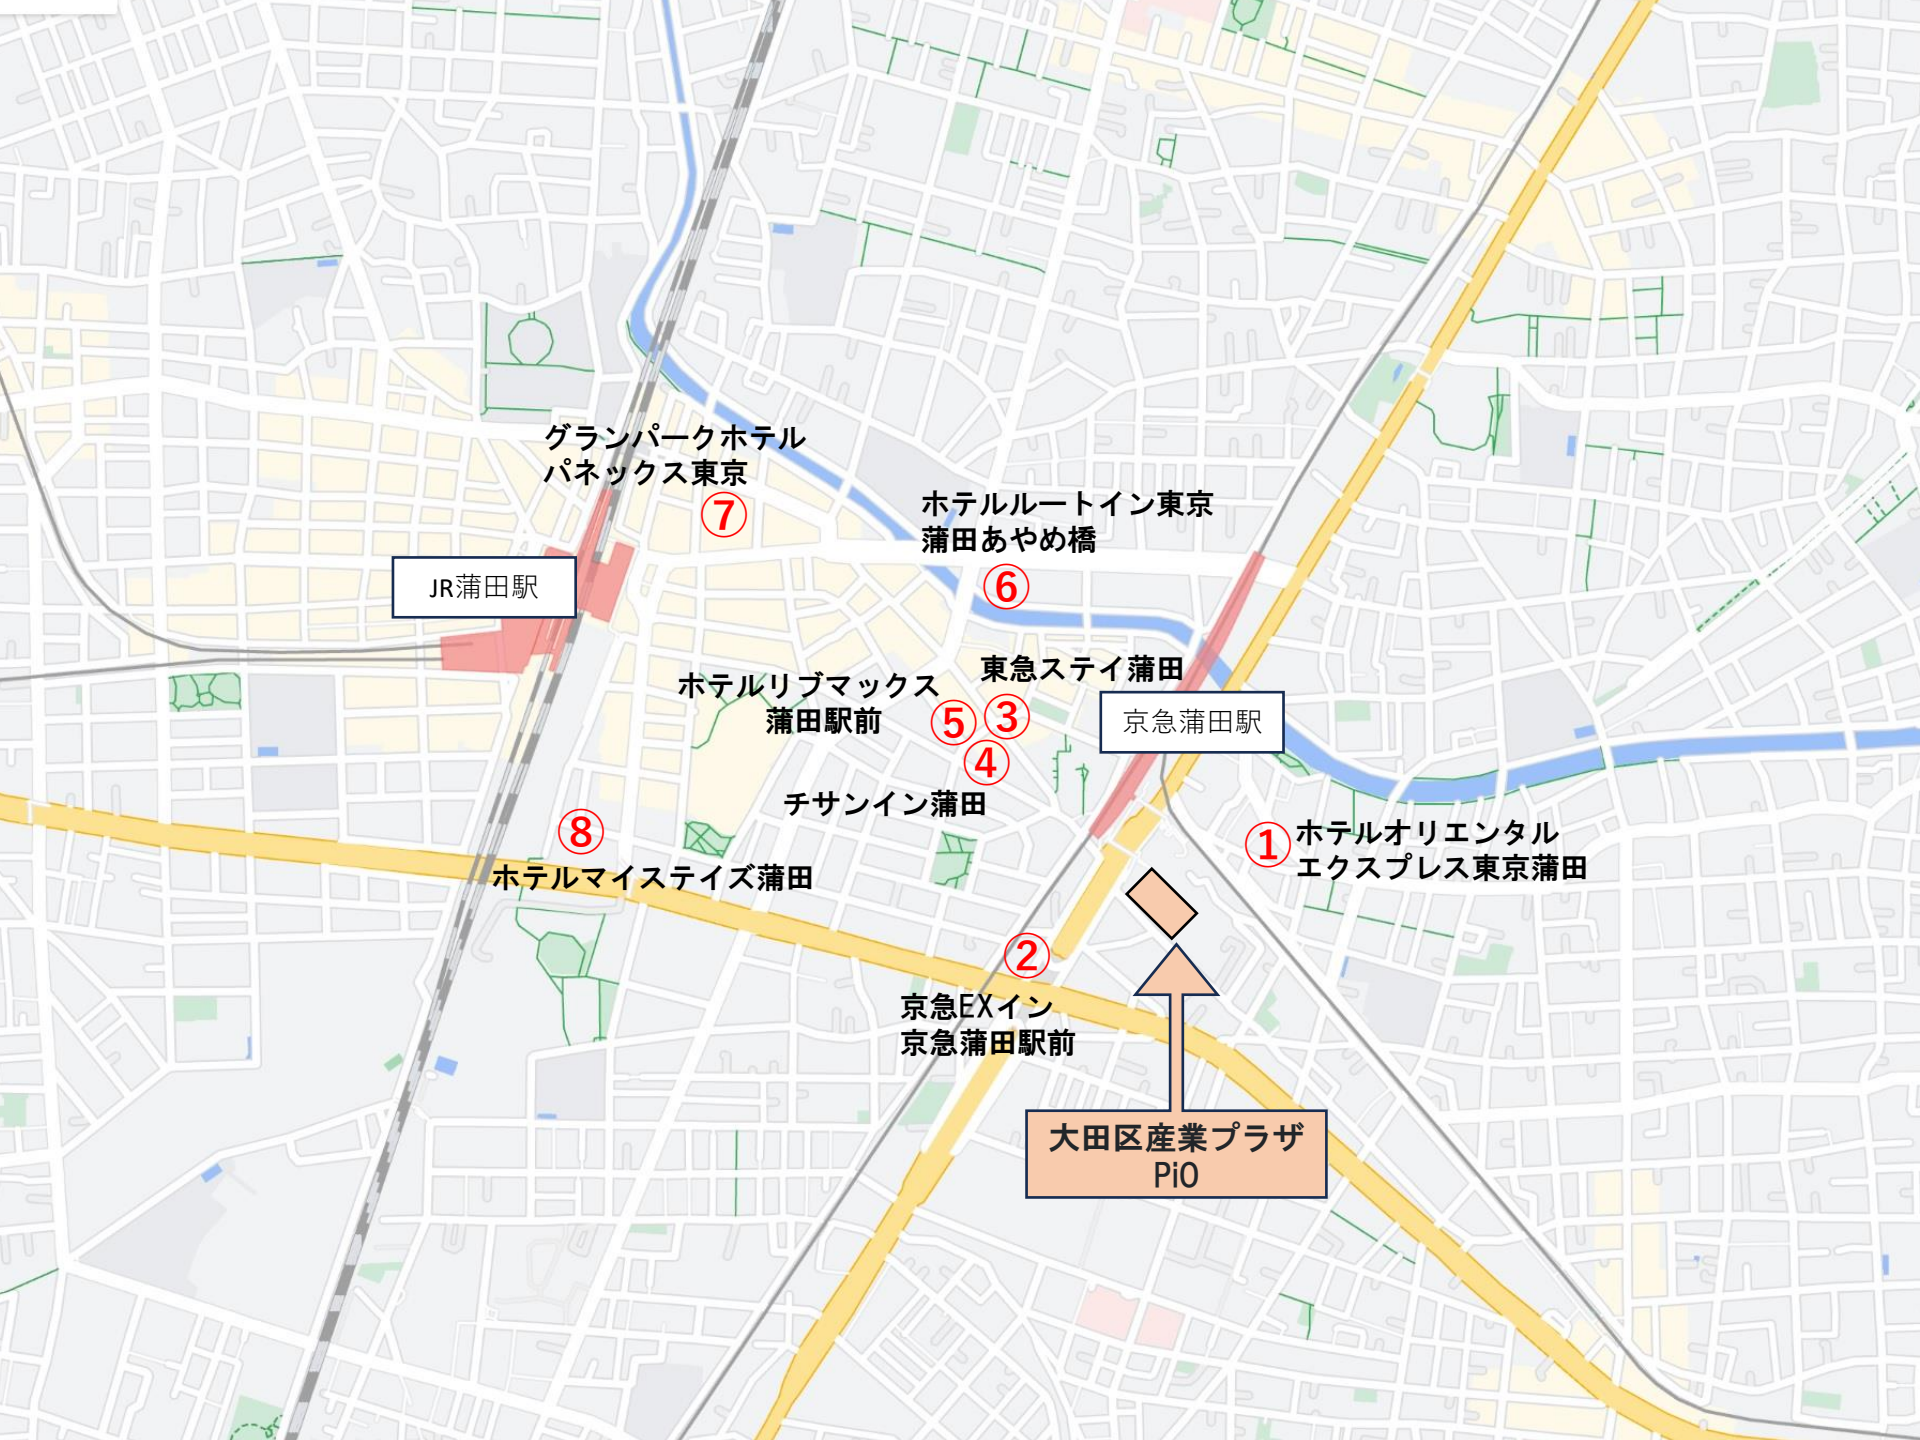 グランパークホテル
パネックス東京
⑦
ホテルルートイン東京
蒲田あやめ橋
⑥
JR蒲田駅
東急ステイ蒲田
③
ホテルリブマックス
蒲田駅前
⑤
京急蒲田駅
④
チサンイン蒲田
⑧
ホテルマイステイズ蒲田
①
ホテルオリエンタル
エクスプレス東京蒲田
②
京急EXイン
京急蒲田駅前
大田区産業プラザ
PiO